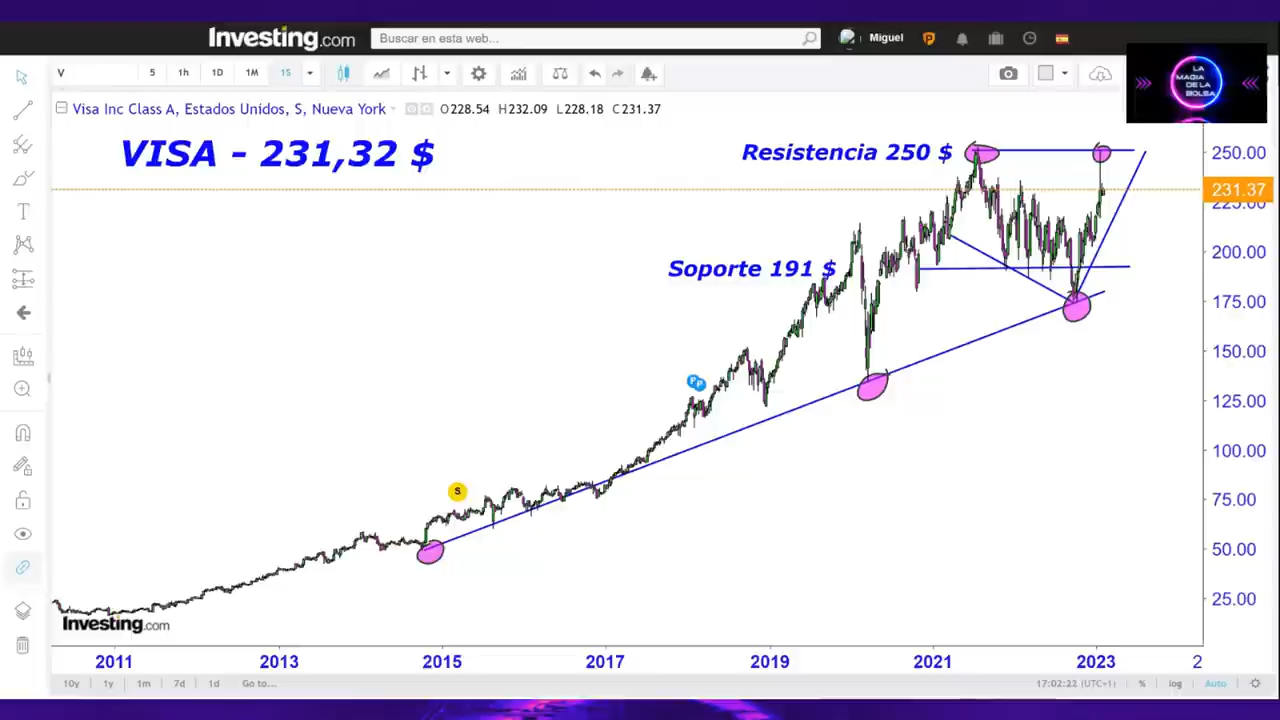 Investing.com
Buscar en esta web...
Miguel
P
LA
MAGIA
DE LA
BOLSA
V
5
1h
1D
1M
1S
Visa Inc Class A, Estados Unidos, S, Nueva York
O228.54 H232.09 L228.18 C231.37
VISA - 231,32 $
Resistencia 250 $
Soporte 191 $
250.00
231.37
225.00
200.00
175.00
150.00
125.00
100.00
75.00
50.00
25.00
P
P
S
T
Investing.com
2011
2013
2015
2017
2019
2021
2023
2
10y
1y
1m
7d
1d
Go to...
17:02:22 (UTC+1)
%
log
Auto